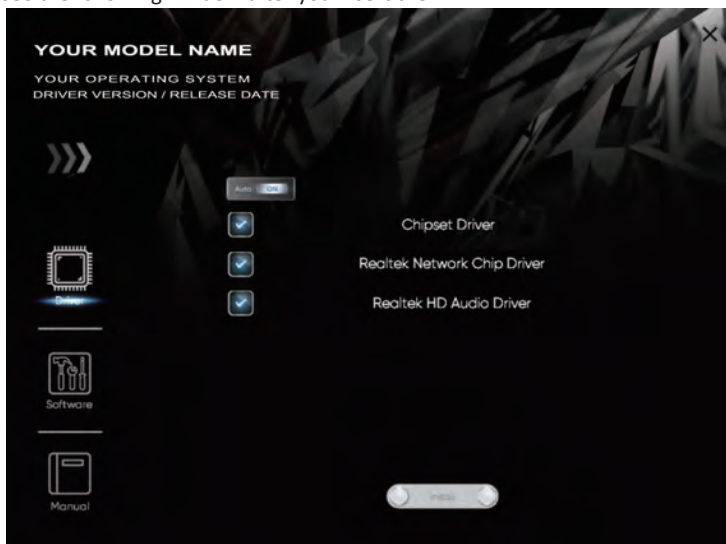 YOUR MODEL NAME
YOUR OPERATING SYSTEM
DRIVER VERSION / RELEASE DATE
Auto ON
Chipset Driver
Realtek Network Chip Driver
Realtek HD Audio Driver
Driver
Software
Manual
Install